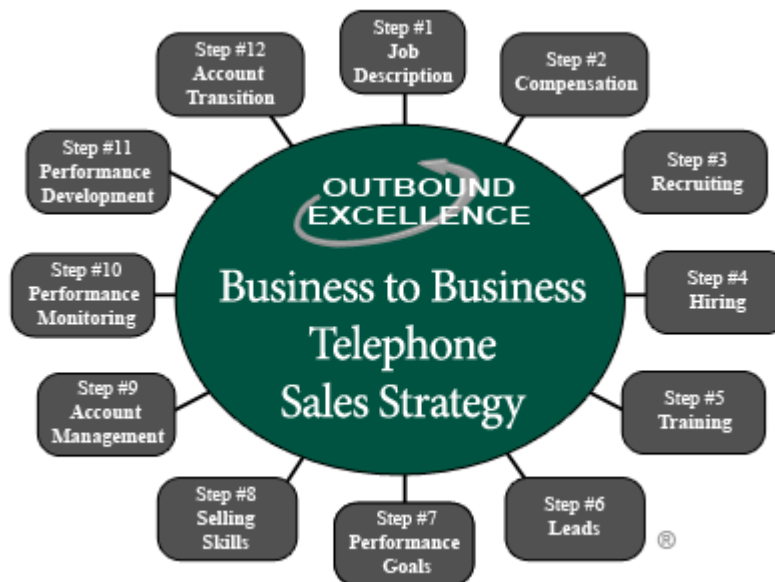 OUTBOUND
EXCELLENCE
Business to Business
Telephone
Sales Strategy
Step #1
Job
Description
Step #2
Compensation
Step #3
Recruiting
Step #4
Hiring
Step #5
Training
Step #6
Leads
Step #7
Performance
Goals
Step #8
Selling
Skills
Step #9
Account
Management
Step #10
Performance
Monitoring
Step #11
Performance
Development
Step #12
Account
Transition
®